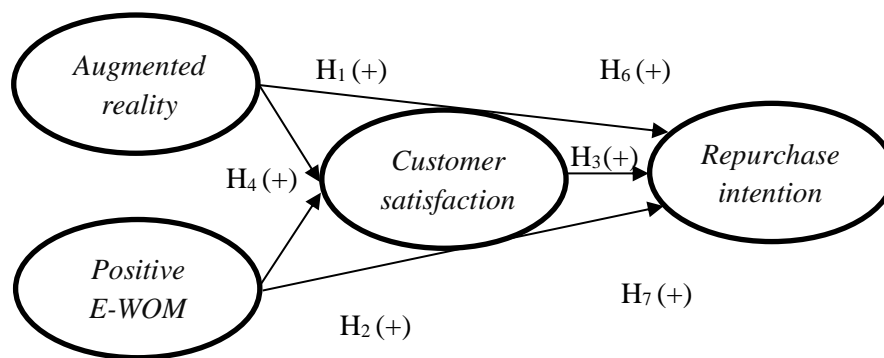 H₁ (+)
H₆ (+)
Augmented
reality
Customer
satisfaction
H₃(+)
Repurchase
intention
H₄ (+)
Positive
E-WOM
H₂ (+)
H₇ (+)